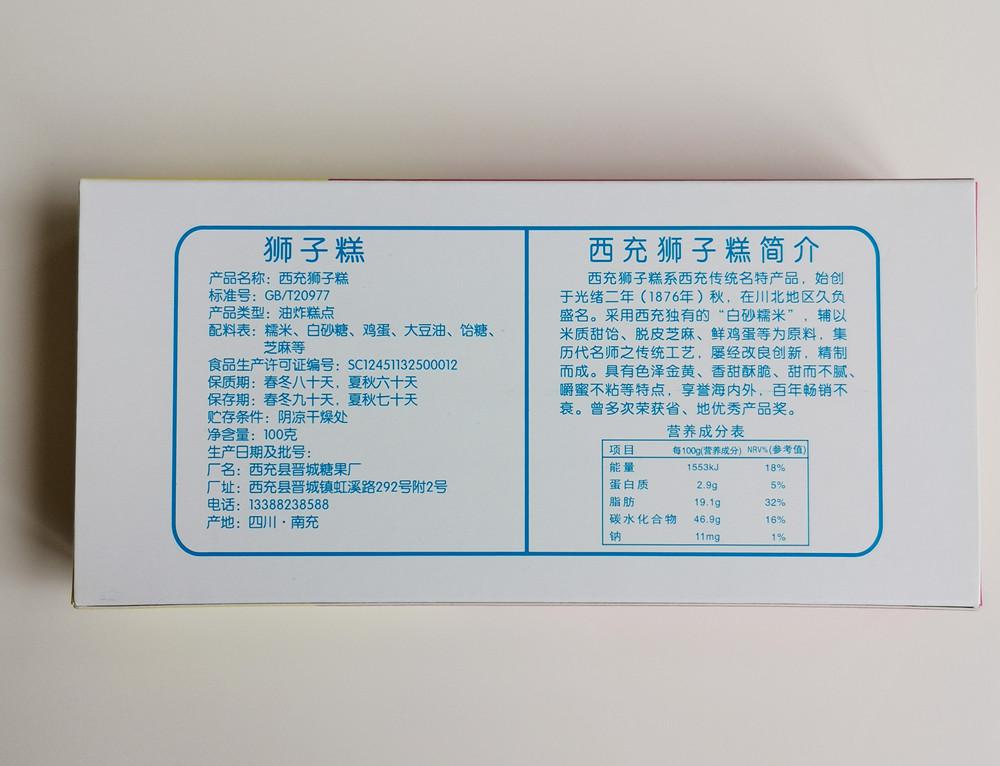 狮子糕
产品名称：西充狮子糕
标准号：GB/T20977
产品类型：油炸糕点
配料表：糯米、白砂糖、鸡蛋、大豆油、饴糖、
芝麻等
食品生产许可证编号：SC12451132500012
保质期：春冬八十天，夏秋六十天
保存期：春冬九十天，夏秋七十天
贮存条件：阴凉干燥处
净含量：100克
生产日期及批号：
厂名：西充县晋城糖果厂
厂址：西充县晋城镇虹溪路292号附2号
电话：13388238588
产地：四川·南充
西充狮子糕简介
西充狮子糕系西充传统名特产品，始创
于光绪二年（1876年）秋，在川北地区久负
盛名。采用西充独有的“白砂糯米”，辅以
米质甜饴、脱皮芝麻、鲜鸡蛋等为原料，集
历代名师之传统工艺，屡经改良创新，精制
而成。具有色泽金黄、香甜酥脆、甜而不腻、
嚼蜜不粘等特点，享誉海内外，百年畅销不
衰。曾多次荣获省、地优秀产品奖。
营养成分表
项目 每100g(营养成分) NRV%(参考值)
能量 1553kJ 18%
蛋白质 2.9g 5%
脂肪 19.1g 32%
碳水化合物 46.9g 16%
钠 11mg 1%